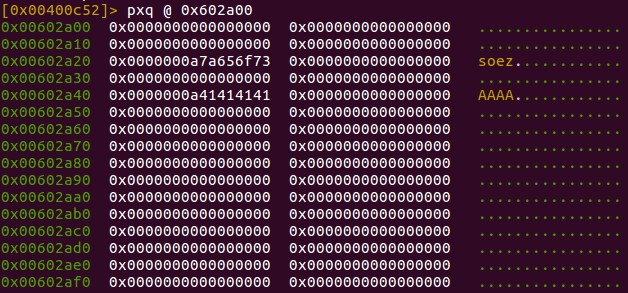 [0x00400c52]> pxq @ 0x602a00
0x00602a00  0x0000000000000000  0x0000000000000000   ................
0x00602a10  0x0000000000000000  0x0000000000000000   ................
0x00602a20  0x0000000a7a656f73  0x0000000000000000   soez............
0x00602a30  0x0000000000000000  0x0000000000000000   ................
0x00602a40  0x0000000a41414141  0x0000000000000000   AAAA............
0x00602a50  0x0000000000000000  0x0000000000000000   ................
0x00602a60  0x0000000000000000  0x0000000000000000   ................
0x00602a70  0x0000000000000000  0x0000000000000000   ................
0x00602a80  0x0000000000000000  0x0000000000000000   ................
0x00602a90  0x0000000000000000  0x0000000000000000   ................
0x00602aa0  0x0000000000000000  0x0000000000000000   ................
0x00602ab0  0x0000000000000000  0x0000000000000000   ................
0x00602ac0  0x0000000000000000  0x0000000000000000   ................
0x00602ad0  0x0000000000000000  0x0000000000000000   ................
0x00602ae0  0x0000000000000000  0x0000000000000000   ................
0x00602af0  0x0000000000000000  0x0000000000000000   ................